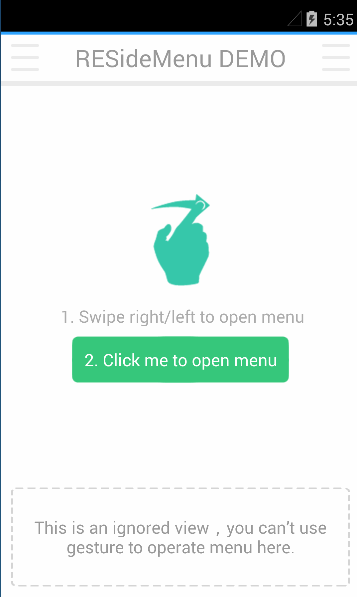 5:35
RESideMenu DEMO
1. Swipe right/left to open menu
2. Click me to open menu
This is an ignored view，you can't use
gesture to operate menu here.